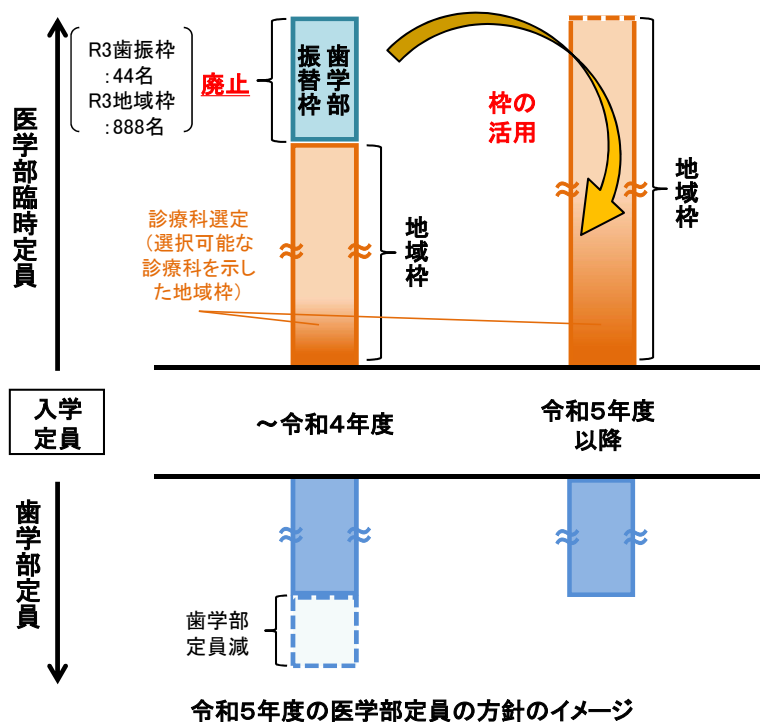 R3歯振枠
:44名
R3地域枠
:888名
廃止
歯学部
振替枠
枠の
活用
医学部臨時定員
地域枠
地域枠
診療科選定
（選択可能な
診療科を示し
た地域枠）
入学
定員
～令和4年度
令和5年度
以降
歯学部定員
歯学部
定員減
令和5年度の医学部定員の方針のイメージ